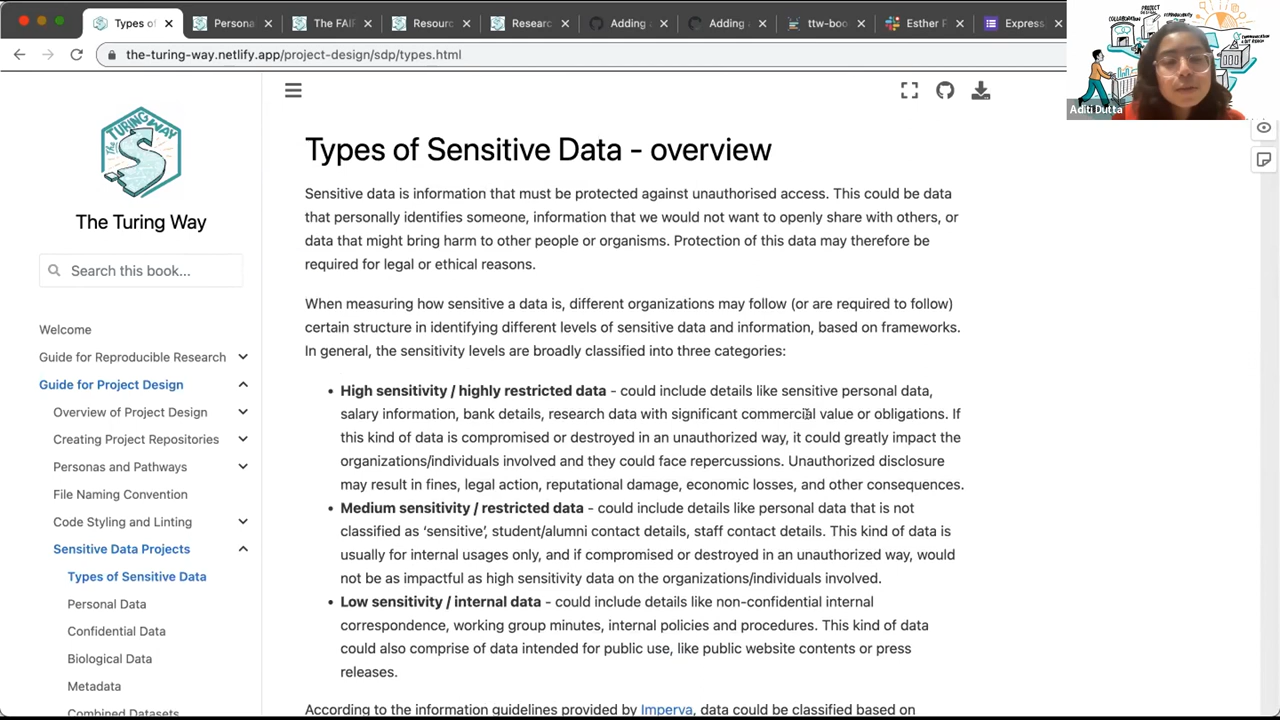 Types of
Persona
The FAIR
Resourc
Researc
Adding a
Adding a
ttw-boo
Esther P
Express
the-turing-way.netlify.app/project-design/sdp/types.html
Aditi Dutta
THE TURING WAY
The Turing Way
Search this book...
Welcome
Guide for Reproducible Research
Guide for Project Design
Overview of Project Design
Creating Project Repositories
Personas and Pathways
File Naming Convention
Code Styling and Linting
Sensitive Data Projects
Types of Sensitive Data
Personal Data
Confidential Data
Biological Data
Metadata
Combined Datasets
Types of Sensitive Data - overview
Sensitive data is information that must be protected against unauthorised access. This could be data
that personally identifies someone, information that we would not want to openly share with others, or
data that might bring harm to other people or organisms. Protection of this data may therefore be
required for legal or ethical reasons.
When measuring how sensitive a data is, different organizations may follow (or are required to follow)
certain structure in identifying different levels of sensitive data and information, based on frameworks.
In general, the sensitivity levels are broadly classified into three categories:
• High sensitivity / highly restricted data - could include details like sensitive personal data,
salary information, bank details, research data with significant commercial value or obligations. If
this kind of data is compromised or destroyed in an unauthorized way, it could greatly impact the
organizations/individuals involved and they could face repercussions. Unauthorized disclosure
may result in fines, legal action, reputational damage, economic losses, and other consequences.
• Medium sensitivity / restricted data - could include details like personal data that is not
classified as ‘sensitive’, student/alumni contact details, staff contact details. This kind of data is
usually for internal usages only, and if compromised or destroyed in an unauthorized way, would
not be as impactful as high sensitivity data on the organizations/individuals involved.
• Low sensitivity / internal data - could include details like non-confidential internal
correspondence, working group minutes, internal policies and procedures. This kind of data
could also comprise of data intended for public use, like public website contents or press
releases.
According to the information guidelines provided by Imperva, data could be classified based on